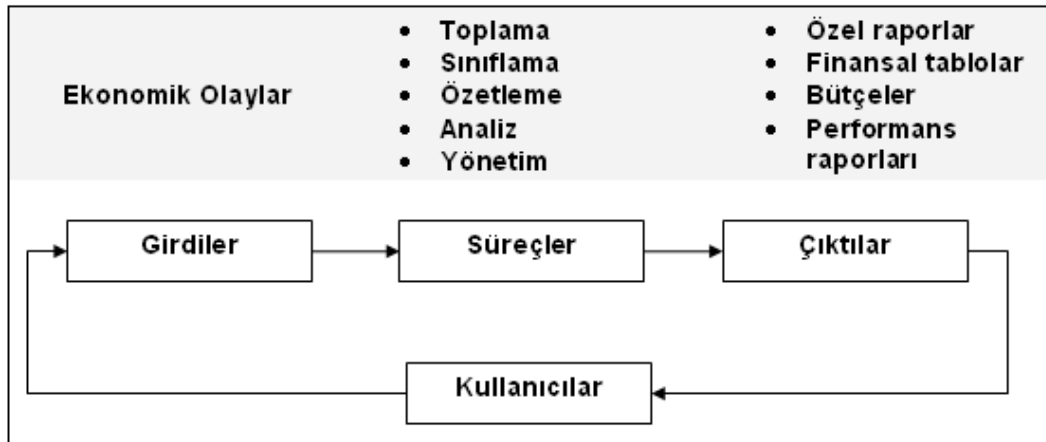 Ekonomik Olaylar
• Toplama
• Sınıflama
• Özetleme
• Analiz
• Yönetim
• Özel raporlar
• Finansal tablolar
• Bütçeler
• Performans
raporları
Girdiler
Süreçler
Çıktılar
Kullanıcılar